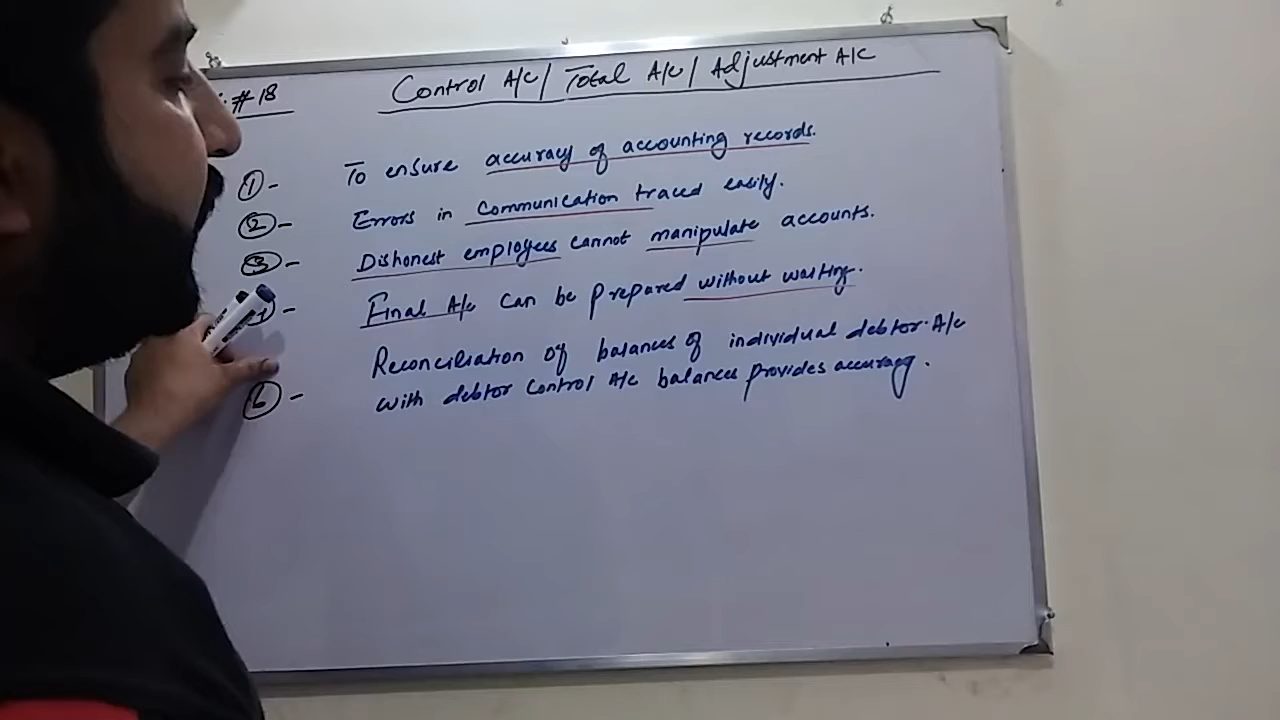 #18
Control A/C / Total A/C / Adjustment A/C
1- To ensure accuracy of accounting records.
2- Errors in communication traced easily.
3- Dishonest employees cannot manipulate accounts.
- Final A/c can be prepared without waiting.
Reconciliation of balances of individual debtor. A/c
6- with debtor control A/c balances provides accuracy.